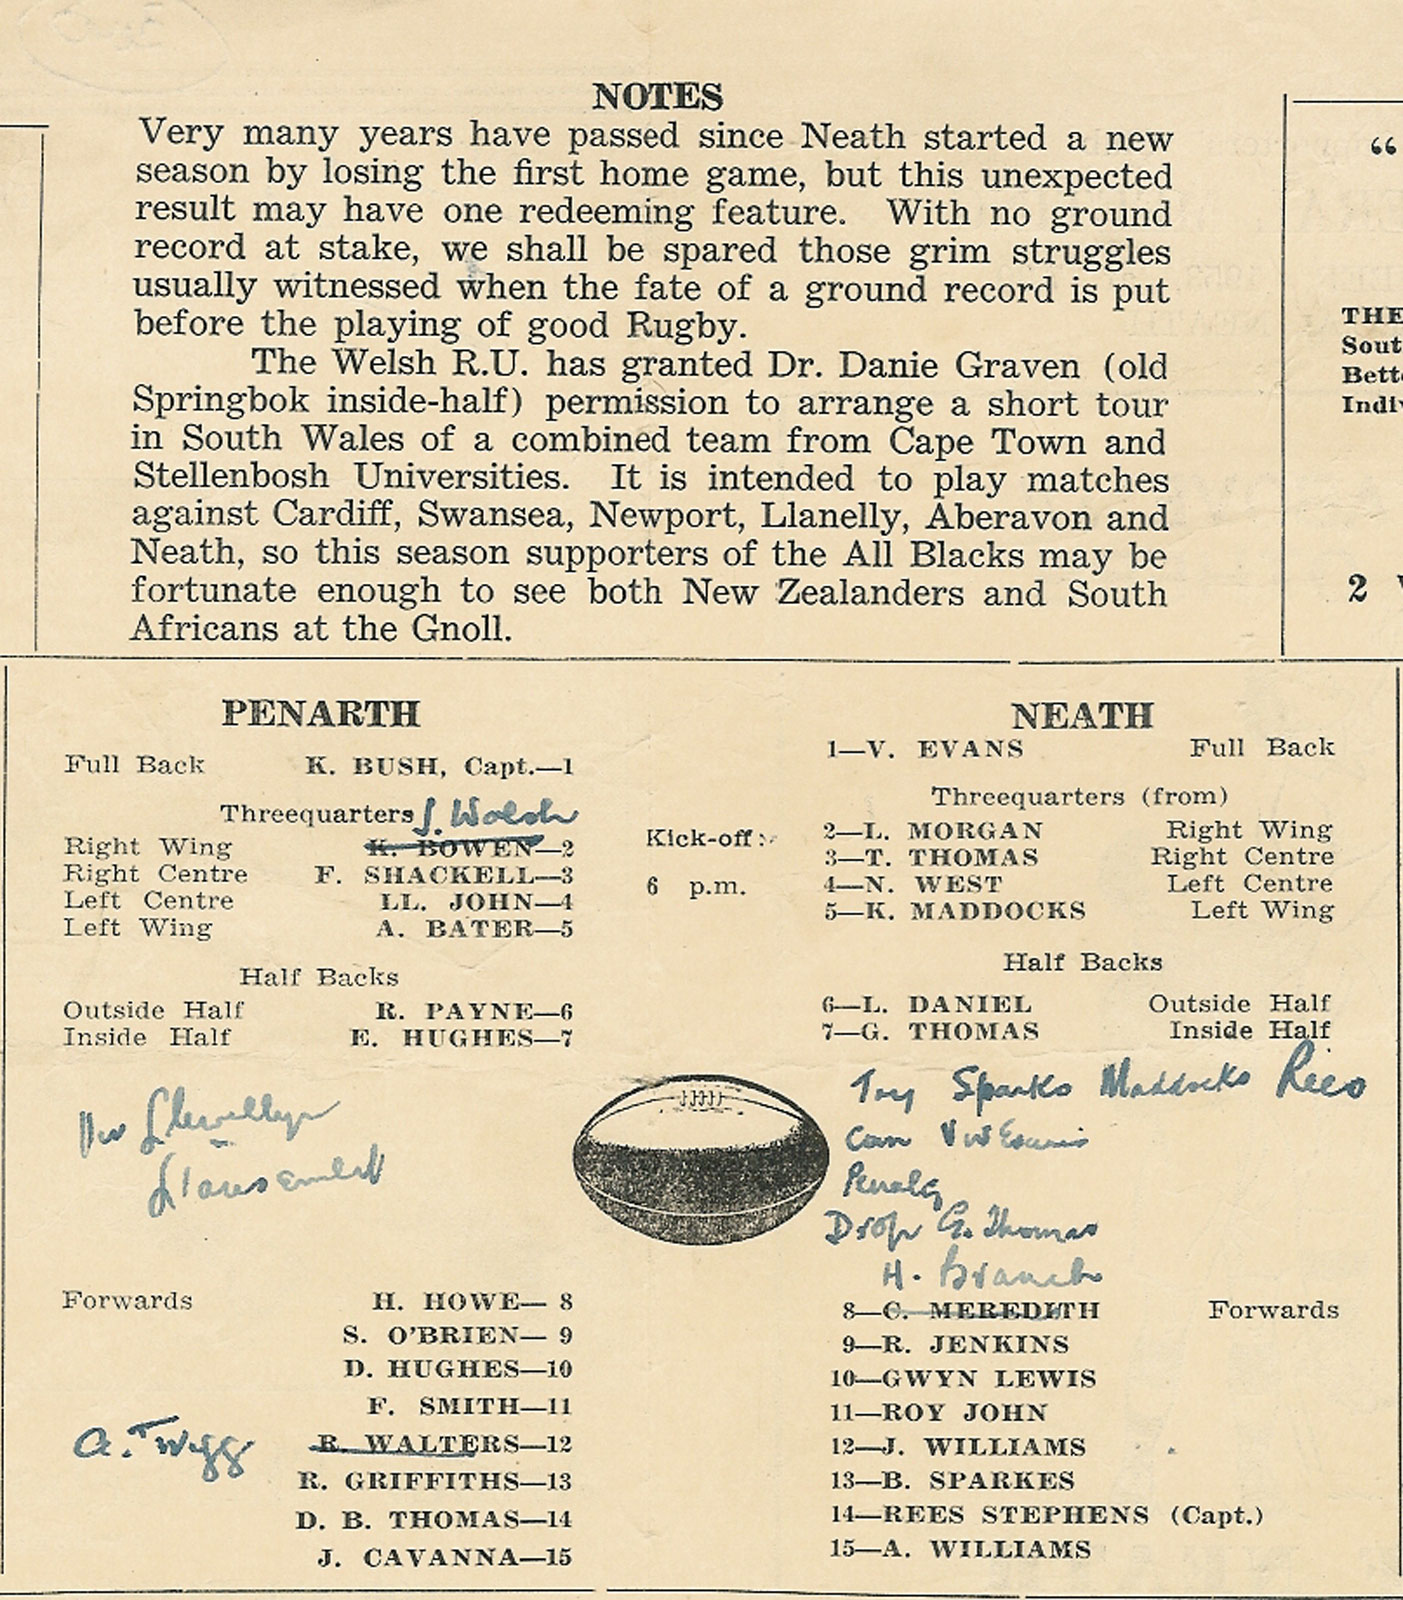 NOTES
Very many years have passed since Neath started a new
season by losing the first home game, but this unexpected
result may have one redeeming feature. With no ground
record at stake, we shall be spared those grim struggles
usually witnessed when the fate of a ground record is put
before the playing of good Rugby.
The Welsh R.U. has granted Dr. Danie Graven (old
Springbok inside-half) permission to arrange a short tour
in South Wales of a combined team from Cape Town and
Stellenbosh Universities. It is intended to play matches
against Cardiff, Swansea, Newport, Llanelly, Aberavon and
Neath, so this season supporters of the All Blacks may be
fortunate enough to see both New Zealanders and South
Africans at the Gnoll.
"
THE
Sout
Bette
Indiv
2
PENARTH
Full Back K. BUSH, Capt.—1
Threequarters J. Walsh
Right Wing K. BOWEN—2
Right Centre F. SHACKELL—3
Left Centre LL. JOHN—4
Left Wing A. BATER—5
Half Backs
Outside Half R. PAYNE—6
Inside Half E. HUGHES—7
Llewellyn
Forwards H. HOWE— 8
S. O'BRIEN— 9
D. HUGHES—10
F. SMITH—11
A. Twigg R. WALTERS—12
R. GRIFFITHS—13
D. B. THOMAS—14
J. CAVANNA—15
Kick-off:-
6 p.m.
NEATH
1—V. EVANS Full Back
Threequarters (from)
2—L. MORGAN Right Wing
3—T. THOMAS Right Centre
4—N. WEST Left Centre
5—K. MADDOCKS Left Wing
Half Backs
6—L. DANIEL Outside Half
7—G. THOMAS Inside Half
Try Sparks Maddocks Rees
Con V Evans
Penalty
Drop G. Thomas
H. Branch
8—C. MEREDITH Forwards
9—R. JENKINS
10—GWYN LEWIS
11—ROY JOHN
12—J. WILLIAMS
13—B. SPARKES
14—REES STEPHENS (Capt.)
15—A. WILLIAMS